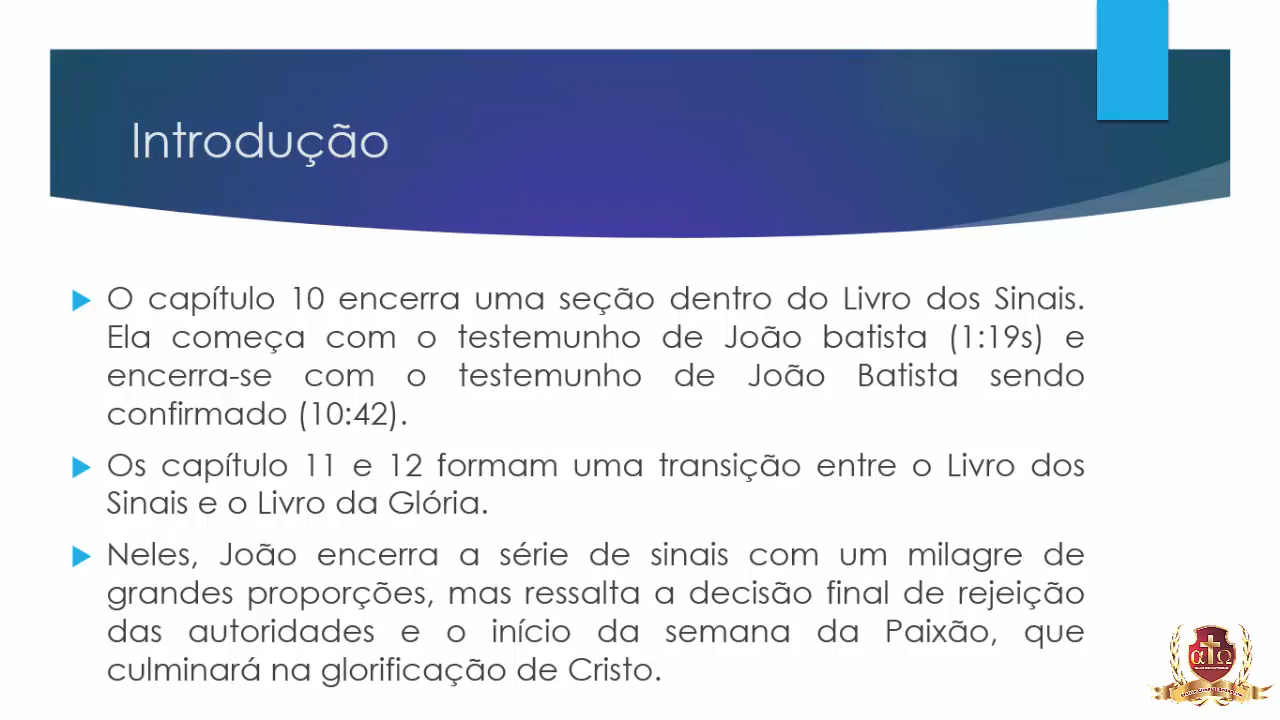 Introdução
O capítulo 10 encerra uma seção dentro do Livro dos Sinais.
Ela começa com o testemunho de João batista (1:19s) e
encerra-se com o testemunho de João Batista sendo
confirmado (10:42).
Os capítulo 11 e 12 formam uma transição entre o Livro dos
Sinais e o Livro da Glória.
Neles, João encerra a série de sinais com um milagre de
grandes proporções, mas ressalta a decisão final de rejeição
das autoridades e o início da semana da Paixão, que
culminará na glorificação de Cristo.
α Ω